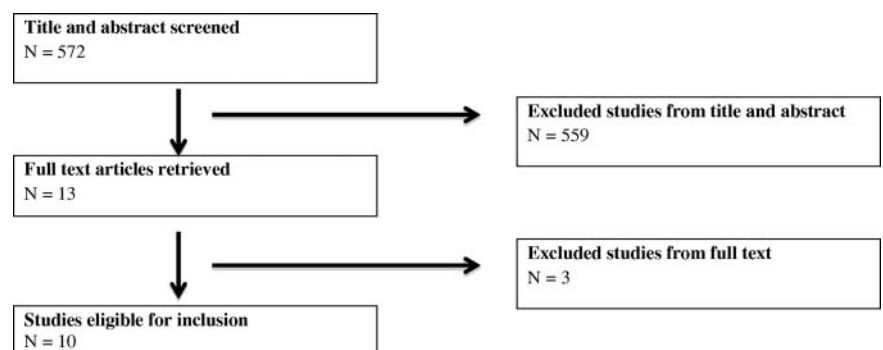 Title and abstract screened
N = 572
Excluded studies from title and abstract
N = 559
Full text articles retrieved
N = 13
Excluded studies from full text
N = 3
Studies eligible for inclusion
N = 10